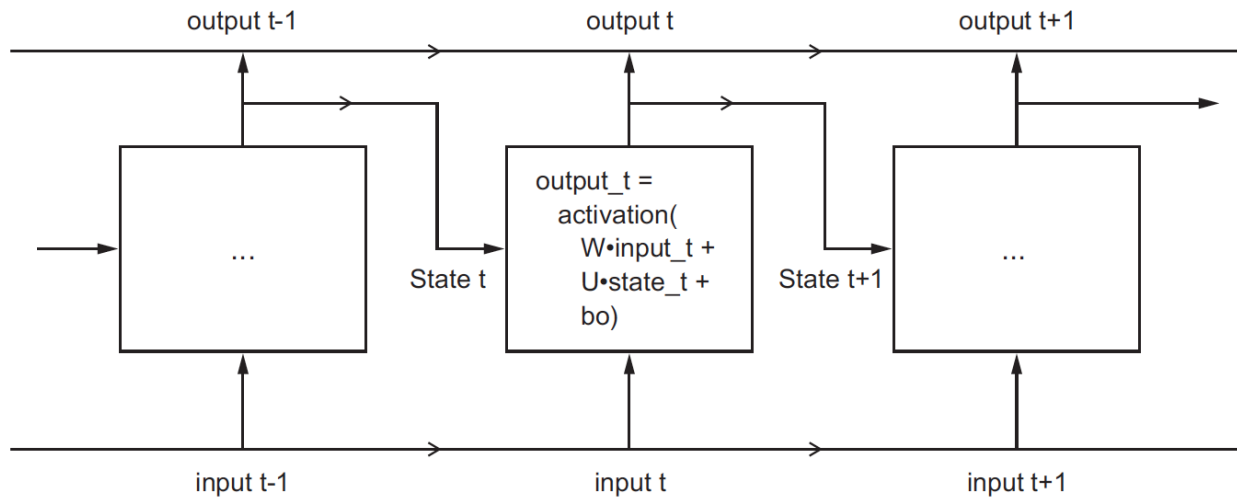 output t-1
output t
output t+1
...
output_t =
activation(
W•input_t +
U•state_t +
bo)
...
State t
State t+1
input t-1
input t
input t+1